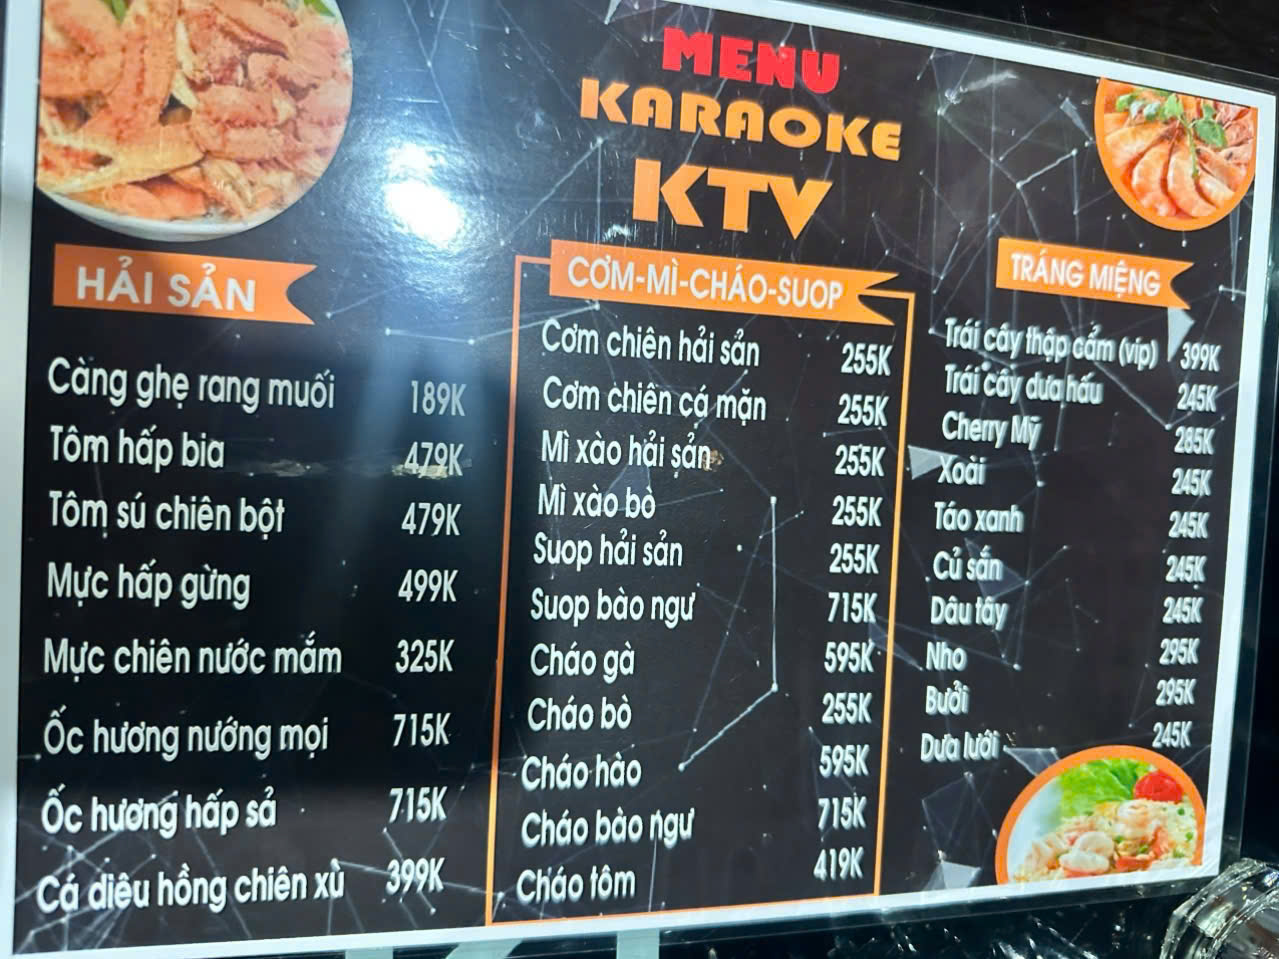 MENU
KARAOKE
KTV
HẢI SẢN
Càng ghẹ rang muối 189K
Tôm hấp bia 479K
Tôm sú chiên bột 479K
Mực hấp gừng 499K
Mực chiên nước mắm 325K
Ốc hương nướng mọi 715K
Ốc hương hấp sả 715K
Cá diêu hồng chiên xù 399K
CƠM-MÌ-CHÁO-SUOP
Cơm chiên hải sản 255K
Cơm chiên cá mặn 255K
Mì xào hải sản 255K
Mì xào bò 255K
Suop hải sản 255K
Suop bào ngư 715K
Cháo gà 595K
Cháo bò 255K
Cháo hào 595K
Cháo bào ngư 715K
Cháo tôm 419K
TRÁNG MIỆNG
Trái cây thập cẩm (vip) 399K
Trái cây dưa hấu 245K
Cherry Mỹ 285K
Xoài 245K
Táo xanh 245K
Củ sắn 245K
Dâu tây 245K
Nho 295K
Bưởi 295K
Dưa lưới 245K